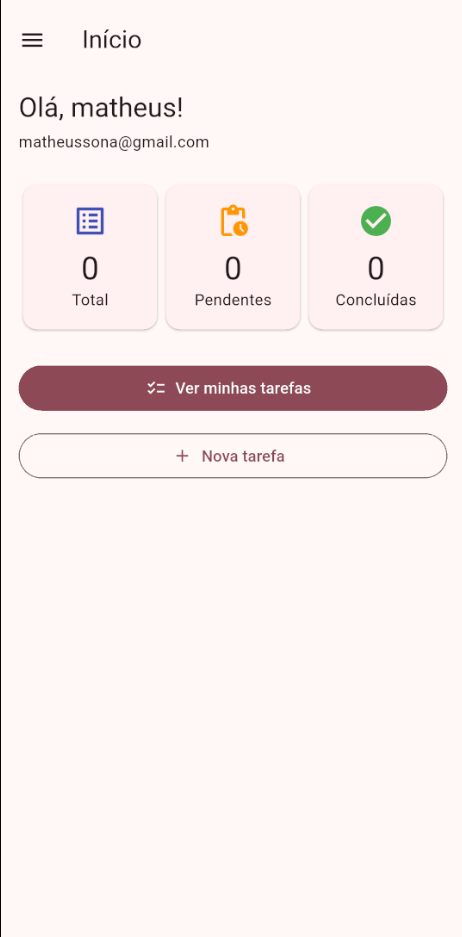 Início
Olá, matheus!
matheussona@gmail.com
0 0 0
Total Pendentes Concluídas
Ver minhas tarefas
Nova tarefa